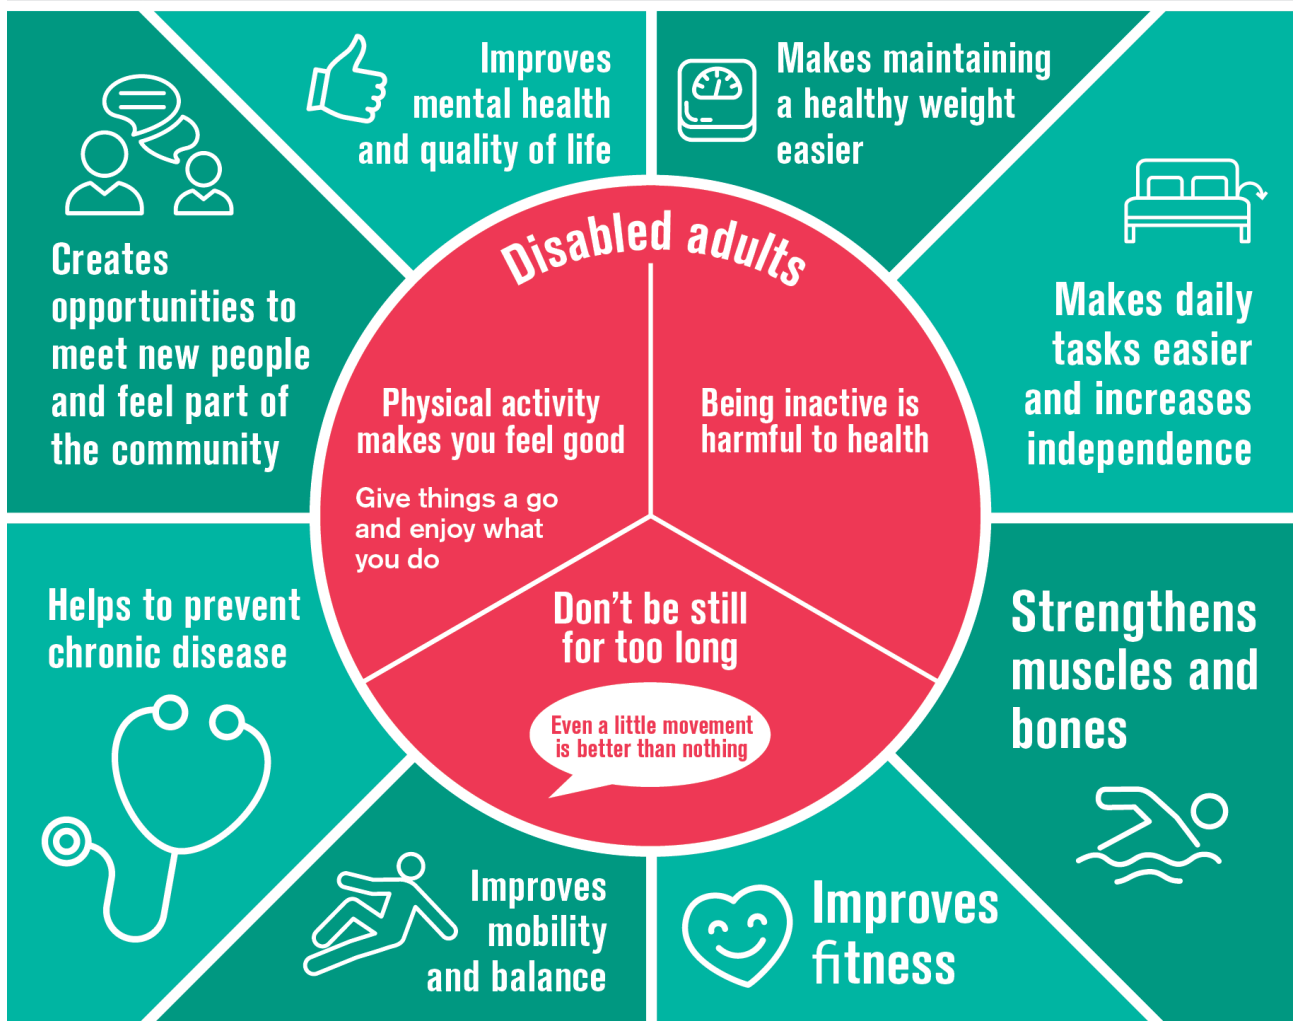 Improves
mental health
and quality of life
Makes maintaining
a healthy weight
easier
Creates
opportunities to
meet new people
and feel part of
the community
Makes daily
tasks easier
and increases
independence
Disabled adults
Physical activity
makes you feel good
Give things a go
and enjoy what
you do
Being inactive is
harmful to health
Don't be still
for too long
Even a little movement
is better than nothing
Helps to prevent
chronic disease
Strengthens
muscles and
bones
Improves
mobility
and balance
Improves
fitness